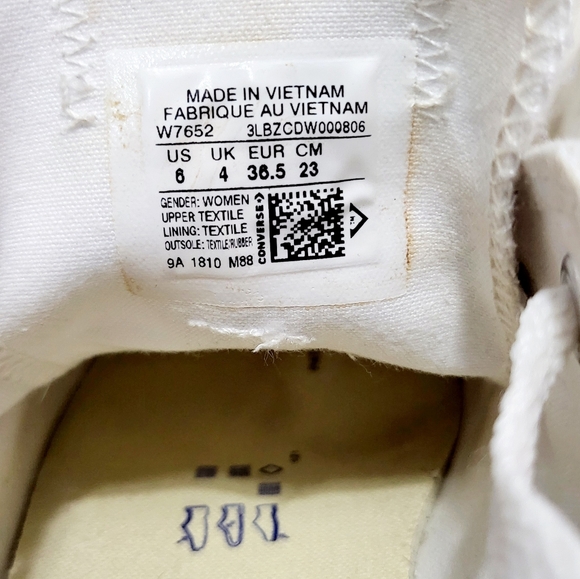 MADE IN VIETNAM
FABRIQUE AU VIETNAM
W7652 3LBZCDW000806
US UK EUR CM
6 4 36.5 23
GENDER: WOMEN
UPPER TEXTILE
LINING: TEXTILE
OUTSOLE: TEXTILE/RUBBER
9A 1810 M88
CONVERSE
TM